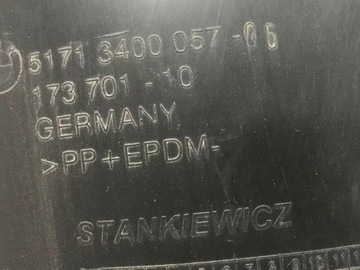 5171 3400 057-06
173 701-10
GERMANY
>PP+EPDM-
STANKIEWICZ